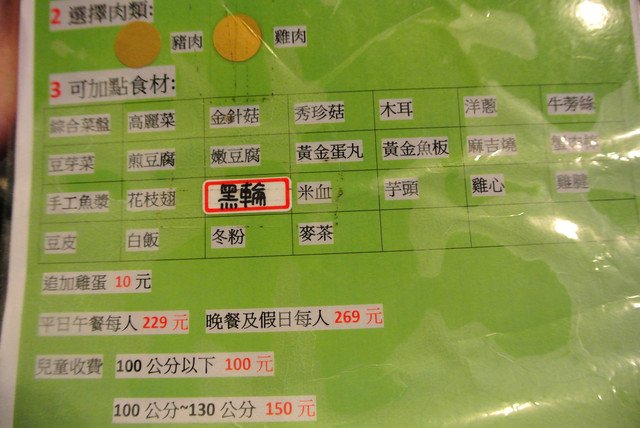 2 選擇肉類:
豬肉 雞肉
3 可加點食材:
綜合菜盤 高麗菜 金針菇 秀珍菇 木耳 洋蔥 牛蒡絲
豆芽菜 煎豆腐 嫩豆腐 黃金蛋丸 黃金魚板 麻吉燒
手工魚漿 花枝翅 黑輪 米血 芋頭 雞心 雞腱
豆皮 白飯 冬粉 麥茶
追加雞蛋 10 元
平日午餐每人 229 元 晚餐及假日每人 269 元
兒童收費 100 公分以下 100 元
100 公分~130 公分 150 元